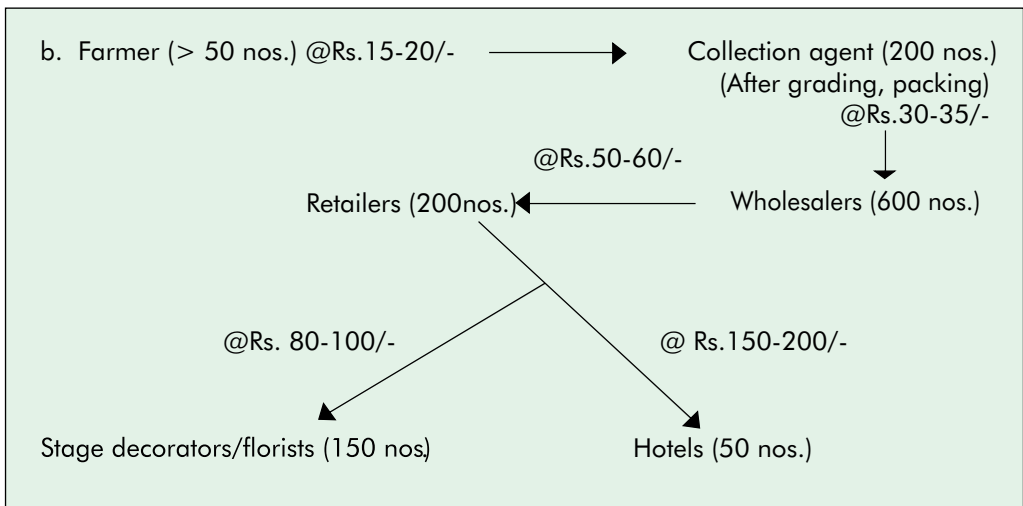 b. Farmer (> 50 nos.) @Rs.15-20/-
Collection agent (200 nos.)
(After grading, packing)
@Rs.30-35/-
@Rs.50-60/-
Retailers (200nos.)
Wholesalers (600 nos.)
@Rs. 80-100/-
@ Rs.150-200/-
Stage decorators/florists (150 nos.)
Hotels (50 nos.)